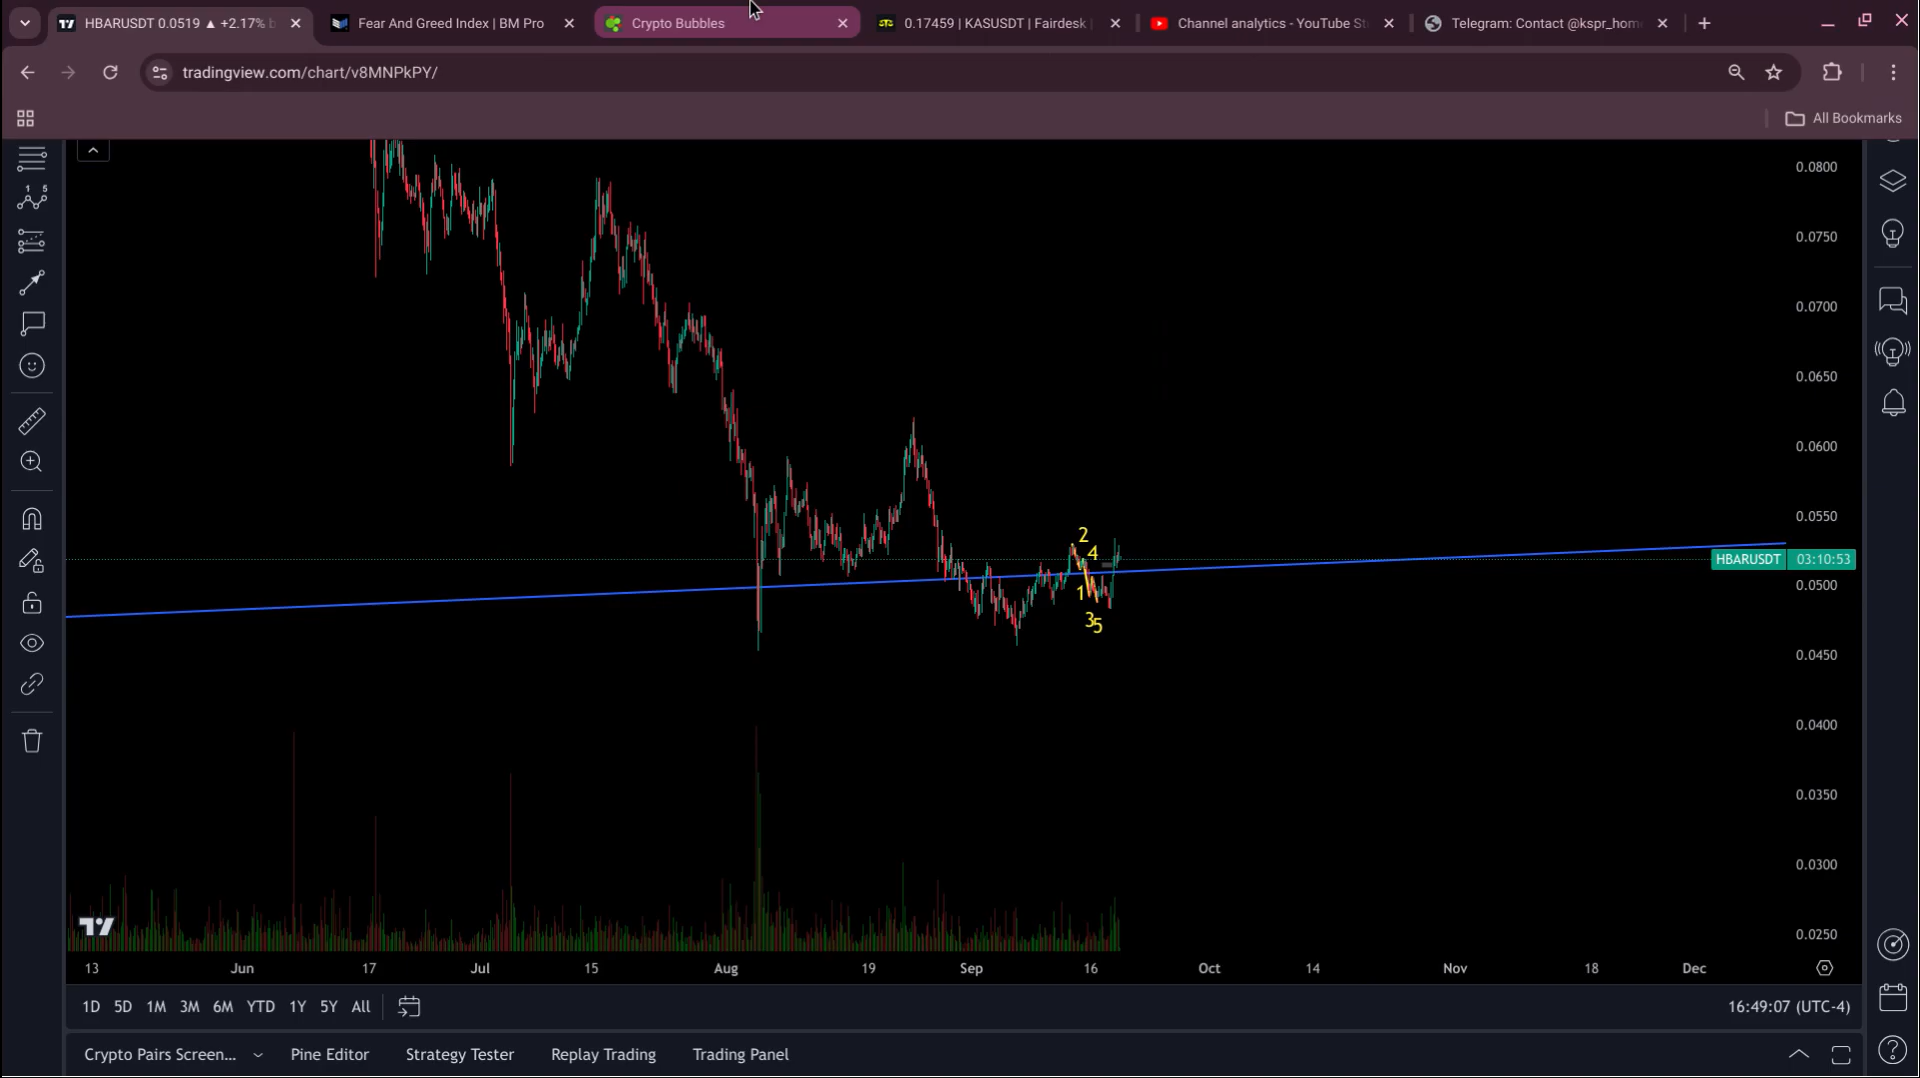 HBARUSDT 0.0519 ▲ +2.17%
Fear And Greed Index | BM Pro
Crypto Bubbles
0.17459 | KASUSDT | Fairdesk
Channel analytics - YouTube St
Telegram: Contact @kspr_hom
tradingview.com/chart/v8MNPkPY/
All Bookmarks
0.0800
0.0750
0.0700
0.0650
0.0600
0.0550
HBARUSDT 03:10:53
0.0500
0.0450
0.0400
0.0350
0.0300
0.0250
2
4
1
3
5
13 Jun 17 Jul 15 Aug 19 Sep 16 Oct 14 Nov 18 Dec
1D 5D 1M 3M 6M YTD 1Y 5Y All
16:49:07 (UTC-4)
Crypto Pairs Screen... Pine Editor Strategy Tester Replay Trading Trading Panel